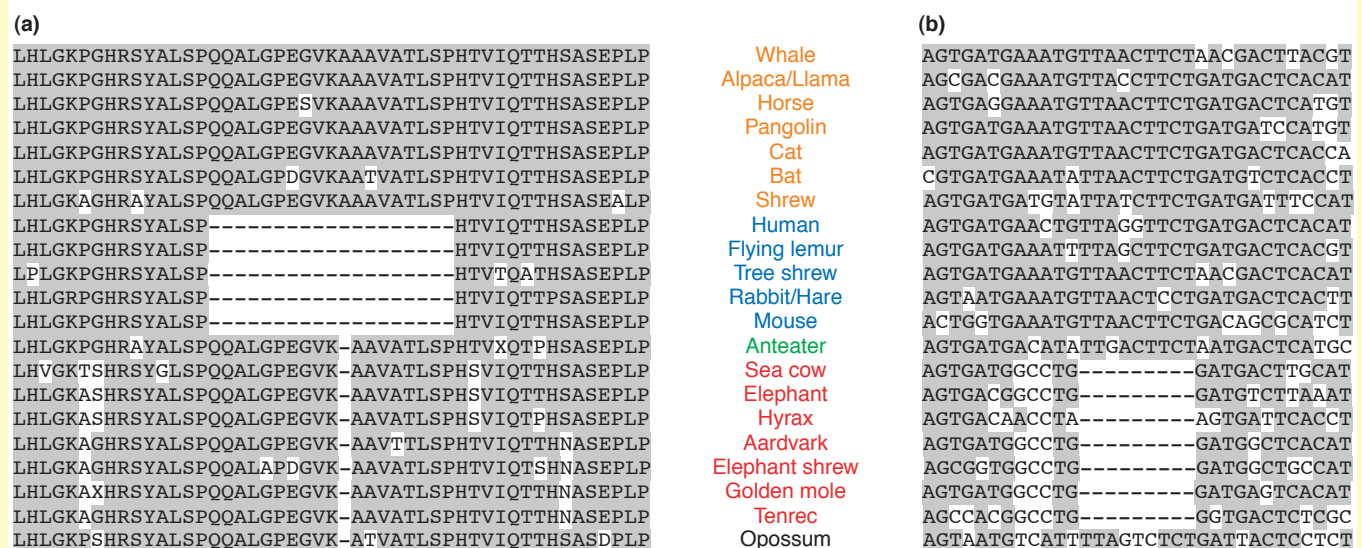 (a) (b)
LHLGKPGHRSYALSPQQALGPEGVKAAAVATLSPHTVIQTTHSASEPLP Whale AGTGATGAAATGTTAACTTCTAACGACTTACGT
LHLGKPGHRSYALSPQQALGPEGVKAAAVATLSPHTVIQTTHSASEPLP Alpaca/Llama AGCGACGAAATGTTACCTTCTGATGACTCACAT
LHLGKPGHRSYALSPQQALGPESVKAAAVATLSPHTVIQTTHSASEPLP Horse AGTGAGGAAATGTTAACTTCTGATGACTCATGT
LHLGKPGHRSYALSPQQALGPEGVKAAAVATLSPHTVIQTTHSASEPLP Pangolin AGTGATGAAATGTTAACTTCTGATGATCCATGT
LHLGKPGHRSYALSPQQALGPEGVKAAAVATLSPHTVIQTTHSASEPLP Cat AGTGATGAAATGTTAACTTCTGATGACTCACCA
LHLGKPGHRSYALSPQQALGPDGVKAATVATLSPHTVIQTTHSASEPLP Bat CGTGATGAAATATTAACTTCTGATGTCTCACCT
LHLGKAGHRAYALSPQQALGPEGVKAAAVATLSPHTVIQTTHSASEALP Shrew AGTGATGATGTATTATCTTCTGATGATTTCCAT
LHLGKPGHRSYALSP-------------------HTVIQTTHSASEPLP Human AGTGATGAACTGTTAGGTTCTGATGACTCACAT
LHLGKPGHRSYALSP-------------------HTVIQTTHSASEPLP Flying lemur AGTGATGAAATTTTAGCTTCTGATGACTCACGT
LPLGKPGHRSYALSP-------------------HTVTQATHSASEPLP Tree shrew AGTGATGAAATGTTAACTTCTAACGACTCACAT
LHLGRPGHRSYALSP-------------------HTVIQTTPSASEPLP Rabbit/Hare AGTAATGAAATGTTAACTCCTGATGACTCACTT
LHLGKPGHRSYALSP-------------------HTVIQTTHSASEPLP Mouse ACTGGTGAAATGTTAACTTCTGACAGCGCATCT
LHLGKPGHRAYALSPQQALGPEGVK-AAVATLSPHTVXQTPHSASEPLP Anteater AGTGATGACATATTGACTTCTAATGACTCATGC
LHVGKTSHRSYGLSPQQALGPEGVK-AAVATLSPHSVIQTTHSASEPLP Sea cow AGTGATGGCCTG---------GATGACTTGCAT
LHLGKASHRSYALSPQQALGPEGVK-AAVATLSPHSVIQTTHSASEPLP Elephant AGTGACGGCCTG---------GATGTCTTAAAT
LHLGKASHRSYALSPQQALGPEGVK-AAVATLSPHSVIQTPHSASEPLP Hyrax AGTGACAACCTA---------AGTGATTCACCT
LHLGKAGHRSYALSPQQALGPEGVK-AAVTTLSPHTVIQTTHNASEPLP Aardvark AGTGATGGCCTG---------GATGGCTCACAT
LHLGKAGHRSYALSPQQALAPDGVK-AAVATLSPHTVIQTSHNASEPLP Elephant shrew AGCGGTGGCCTG---------GATGGCTGCCAT
LHLGKAXHRSYALSPQQALGPEGVK-AAVATLSPHTVIQTTHNASEPLP Golden mole AGTGATGGCCTG---------GATGAGTCACAT
LHLGKAGHRSYALSPQQALGPEGVK-AAVATLSPHTVIQTTHNASEPLP Tenrec AGCCACGGCCTG---------GGTGACTCTCGC
LHLGKPSHRSYALSPQQALGPEGVK-ATVATLSPHTVIQTTHSASDPLP Opossum AGTAATGTCATTTTAGTCTCTGATTACTCCTCT